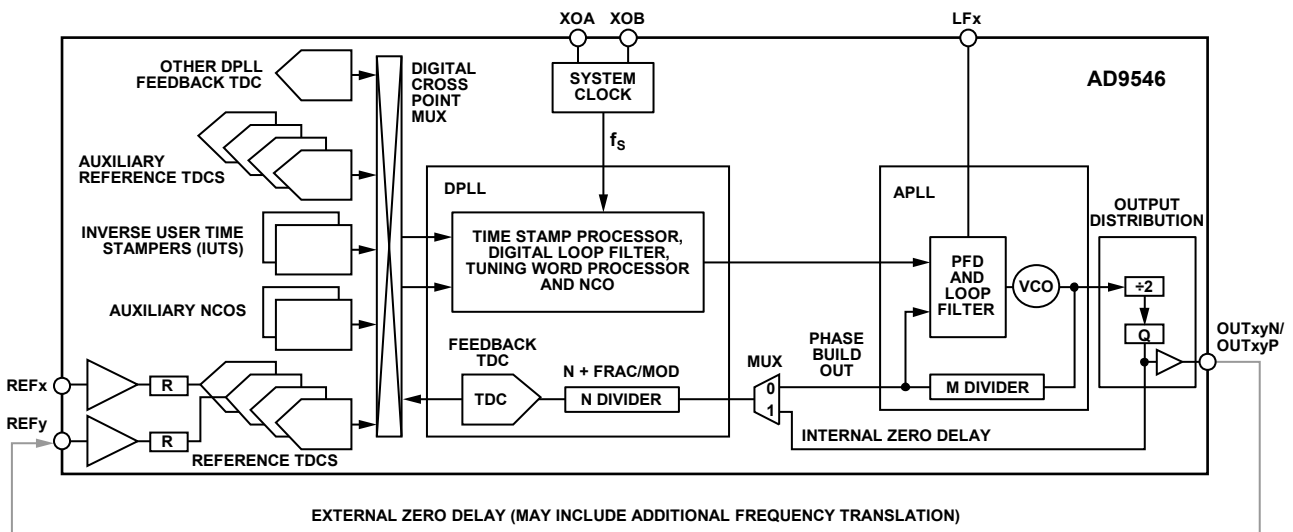 XOA
XOB
LFx
AD9546
OTHER DPLL
FEEDBACK TDC
DIGITAL
CROSS
POINT
MUX
SYSTEM
CLOCK
fS
AUXILIARY
REFERENCE TDCS
DPLL
APLL
OUTPUT
DISTRIBUTION
INVERSE USER TIME
STAMPERS (IUTS)
TIME STAMP PROCESSOR,
DIGITAL LOOP FILTER,
TUNING WORD PROCESSOR
AND NCO
PFD
AND
LOOP
FILTER
VCO
÷2
AUXILIARY NCOS
Q
OUTxyN/
OUTxyP
FEEDBACK
TDC
N + FRAC/MOD
MUX
PHASE
BUILD
OUT
REFx
R
TDC
N DIVIDER
0
1
M DIVIDER
REFy
R
REFERENCE TDCS
INTERNAL ZERO DELAY
EXTERNAL ZERO DELAY (MAY INCLUDE ADDITIONAL FREQUENCY TRANSLATION)